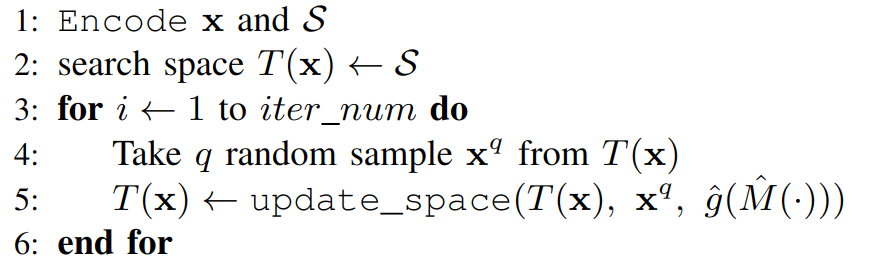 1: Encode x and 𝒮
2: search space T(x) ← 𝒮
3: for i ← 1 to iter_num do
4: Take q random sample x^q from T(x)
5: T(x) ← update_space(T(x), x^q, ĝ(M̂(·)))
6: end for